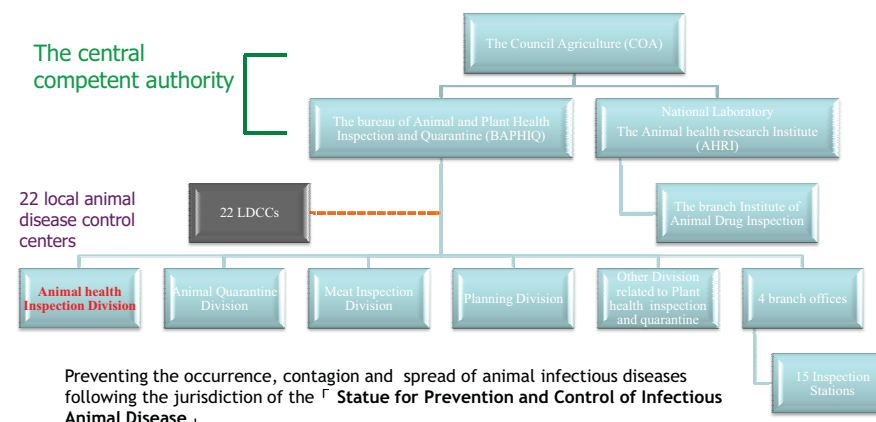 The central
competent authority
The Council Agriculture (COA)
The bureau of Animal and Plant Health
Inspection and Quarantine (BAPHIQ)
National Laboratory
The Animal health research Institute
(AHRI)
22 local animal
disease control
centers
22 LDCCs
The branch Institute of
Animal Drug Inspection
Animal health
Inspection Division
Animal Quarantine
Division
Meat Inspection
Division
Planning Division
Other Division
related to Plant
health inspection
and quarantine
4 branch offices
15 Inspection
Stations
Preventing the occurrence, contagion and spread of animal infectious diseases
following the jurisdiction of the「 Statue for Prevention and Control of Infectious
Animal Disease」